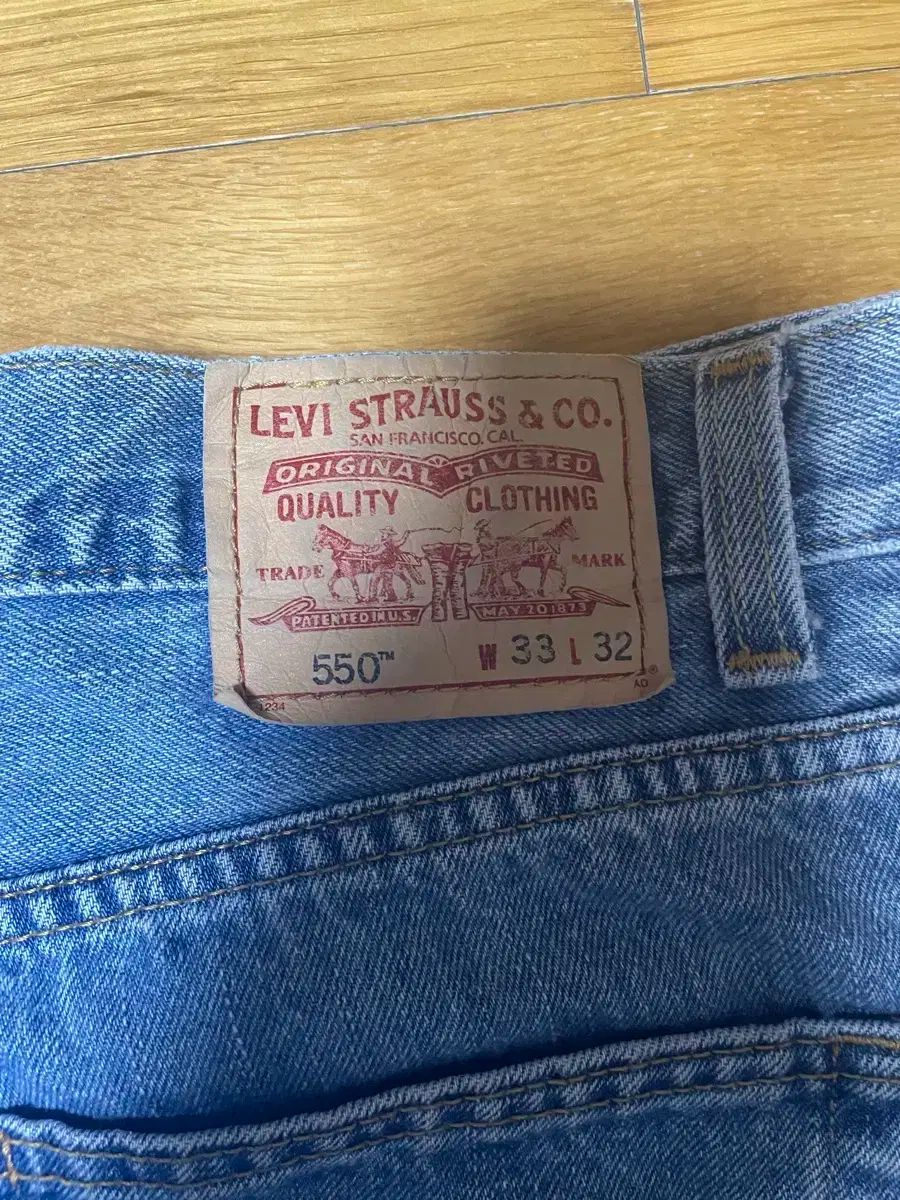 LEVI STRAUSS & CO.
SAN FRANCISCO, CAL.
ORIGINAL RIVETED
QUALITY CLOTHING
TRADE MARK
PATENTED IN U.S. MAY 20 1873
550™ W 33 L 32
®